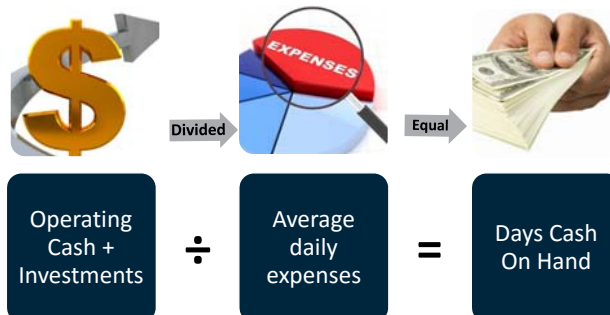 EXPENSES
Divided
Equal
Operating
Cash +
Investments
÷
Average
daily
expenses
=
Days Cash
On Hand